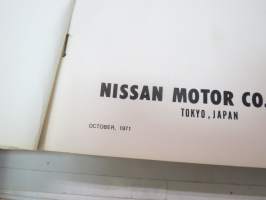 NISSAN MOTOR CO.
TOKYO, JAPAN
OCTOBER, 1971